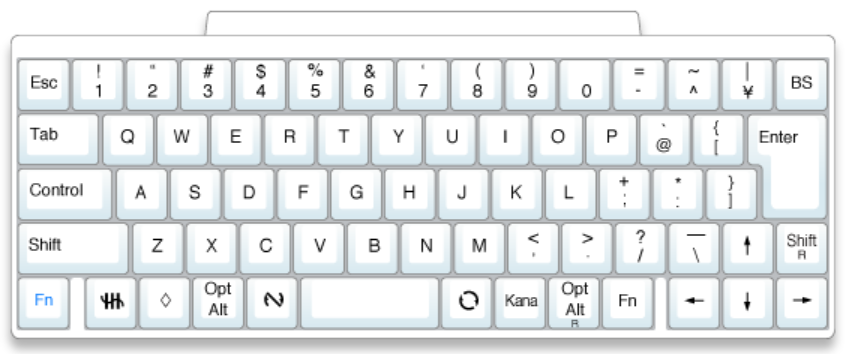 ! " # $ % & ' ( ) = ~ |
Esc 1 2 3 4 5 6 7 8 9 0 - ^ ¥ BS
` {
Tab Q W E R T Y U I O P @ [ Enter
+ * }
Control A S D F G H J K L ; : ]
< > ? _
Shift Z X C V B N M , . / \ ↑ Shift R
Fn ◇ Opt Alt Kana Opt Alt R Fn ← ↓ →